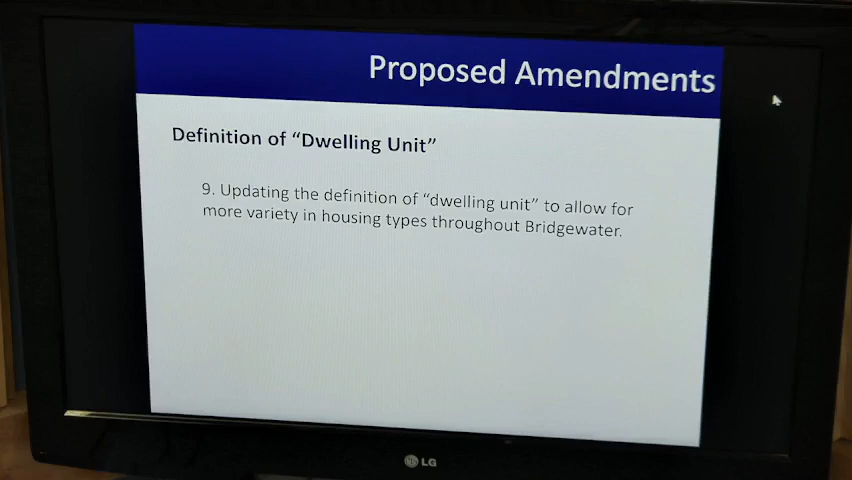 Proposed Amendments
Definition of “Dwelling Unit”
9. Updating the definition of “dwelling unit” to allow for
more variety in housing types throughout Bridgewater.
LG